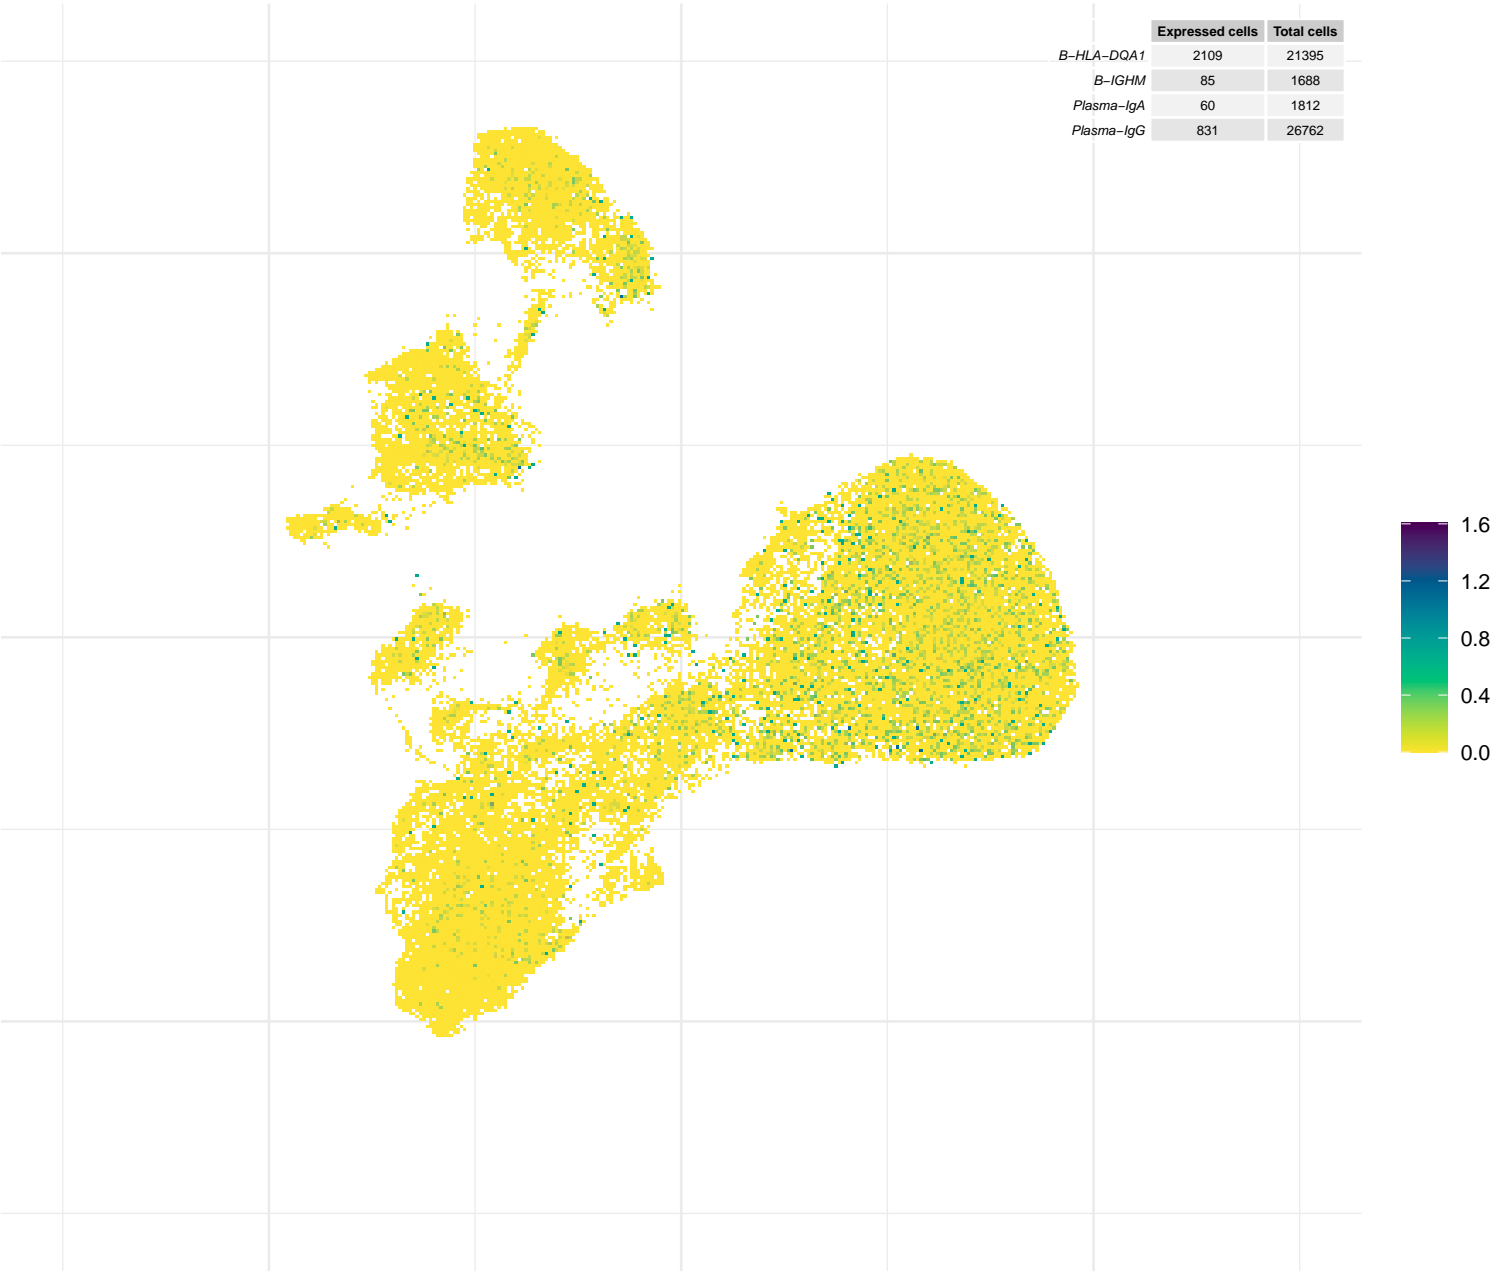 Expressed cells Total cells
B−HLA−DQA1 2109 21395
B−IGHM 85 1688
Plasma−IgA 60 1812
Plasma−IgG 831 26762
1.6
1.2
0.8
0.4
0.0